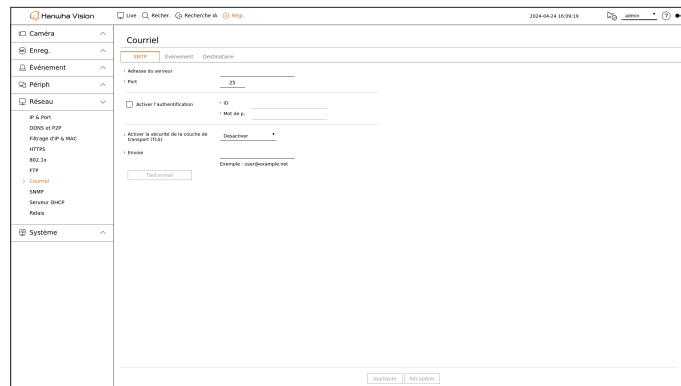 Hanwha Vision
Live Recher. Recherche IA Régl. 2024-04-24 16:09:19 admin
Caméra
Enreg.
Événement
Périph
Réseau
IP & Port
DDNS et P2P
Filtrage d'IP & MAC
HTTPS
802.1x
FTP
Courriel
SNMP
Serveur DHCP
Relais
Système
Courriel
SMTP Événement Destinataire
Adresse du serveur
Port 25
Activer l'authentification
ID
Mot de p.
Activer la sécurité de la couche de
transport (TLS)
Désactiver
Envoie
Exemple : user@example.net
Test e-mail
Appliquer Récupérer